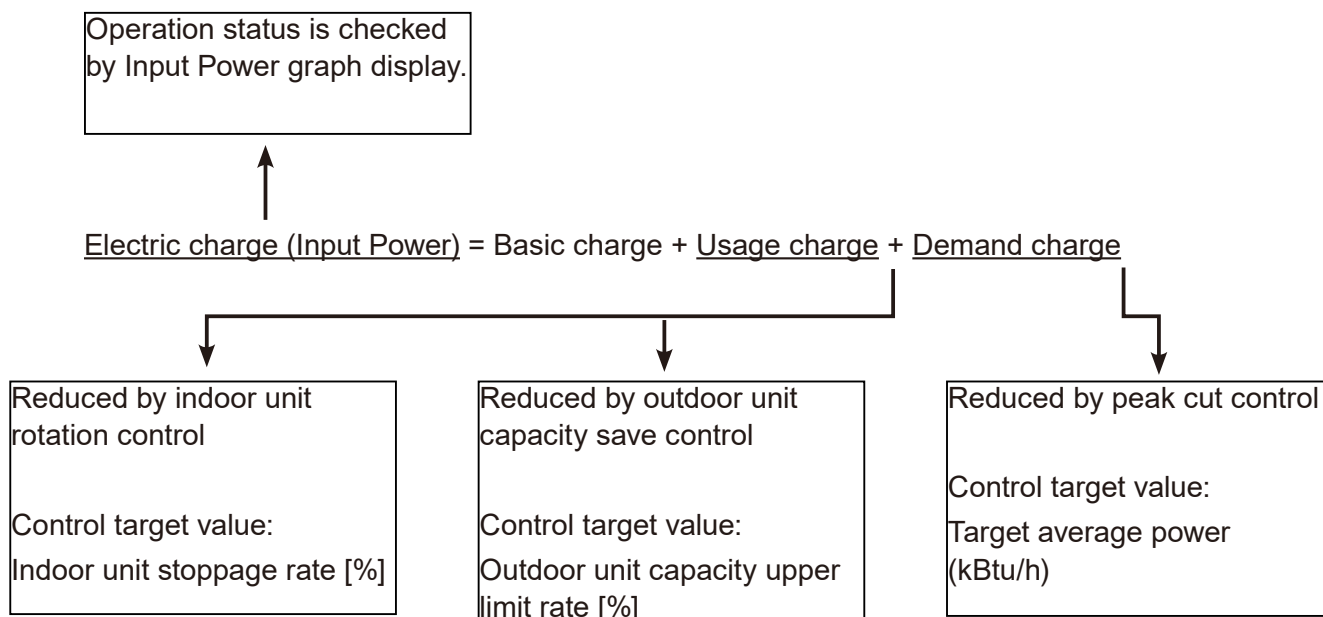 Operation status is checked
by Input Power graph display.
Electric charge (Input Power) = Basic charge + Usage charge + Demand charge
Reduced by indoor unit
rotation control
Control target value:
Indoor unit stoppage rate [%]
Reduced by outdoor unit
capacity save control
Control target value:
Outdoor unit capacity upper
limit rate [%]
Reduced by peak cut control
Control target value:
Target average power
(kBtu/h)